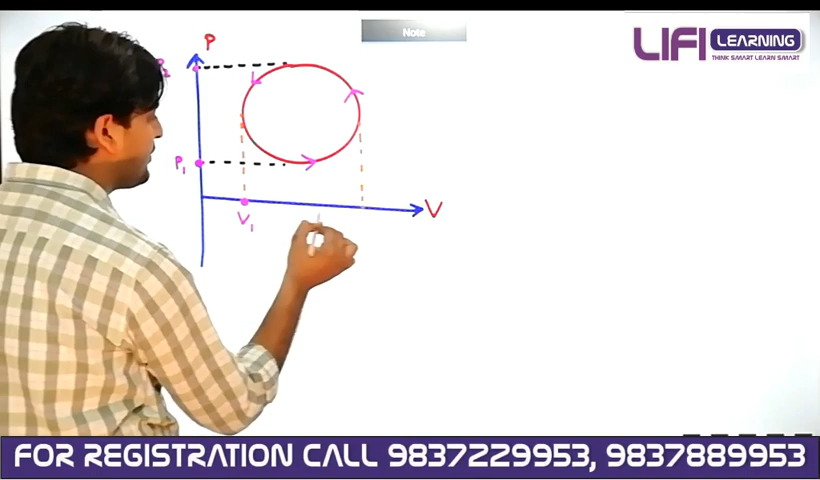 P
Note
LIFI LEARNING
THINK SMART LEARN SMART
P₂
P₁
V₁
V
FOR REGISTRATION CALL 9837229953, 9837889953